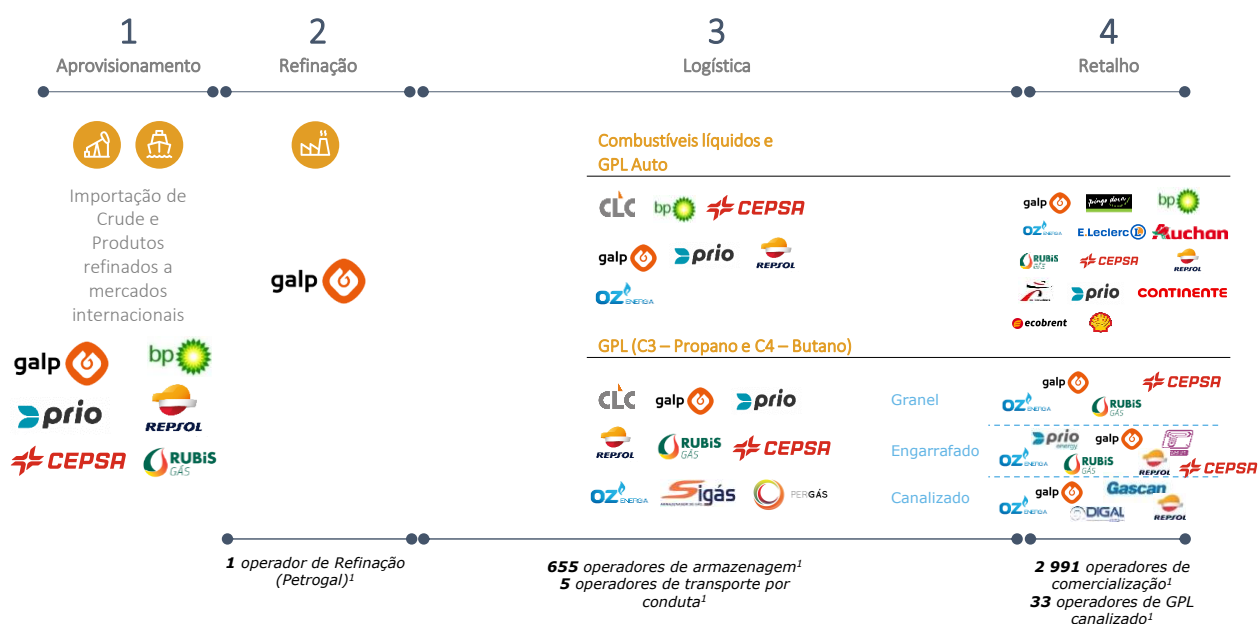 1
Aprovisionamento
2
Refinação
3
Logística
4
Retalho
Importação de
Crude e
Produtos
refinados a
mercados
internacionais
galp
bp
prio
REPSOL
CEPSA
RUBiS
GÁS
galp
Combustíveis líquidos e
GPL Auto
CLC
bp
CEPSA
galp
prio
REPSOL
OZ ENERGIA
galp
pingo doce
bp
OZ ENERGIA
E.Leclerc
Auchan
RUBiS
GÁS
CEPSA
REPSOL
prio
CONTINENTE
ecobrent
GPL (C3 – Propano e C4 – Butano)
CLC
galp
prio
REPSOL
RUBiS
GÁS
CEPSA
OZ ENERGIA
Sigás
PERGÁS
Granel
galp
CEPSA
OZ ENERGIA
RUBiS
GÁS
Engarrafado
prio
energy
galp
OZ ENERGIA
RUBiS
GÁS
REPSOL
CEPSA
Canalizado
galp
Gascan
OZ ENERGIA
DIGAL
REPSOL
1 operador de Refinação
(Petrogal)¹
655 operadores de armazenagem¹
5 operadores de transporte por
conduta¹
2 991 operadores de
comercialização¹
33 operadores de GPL
canalizado¹